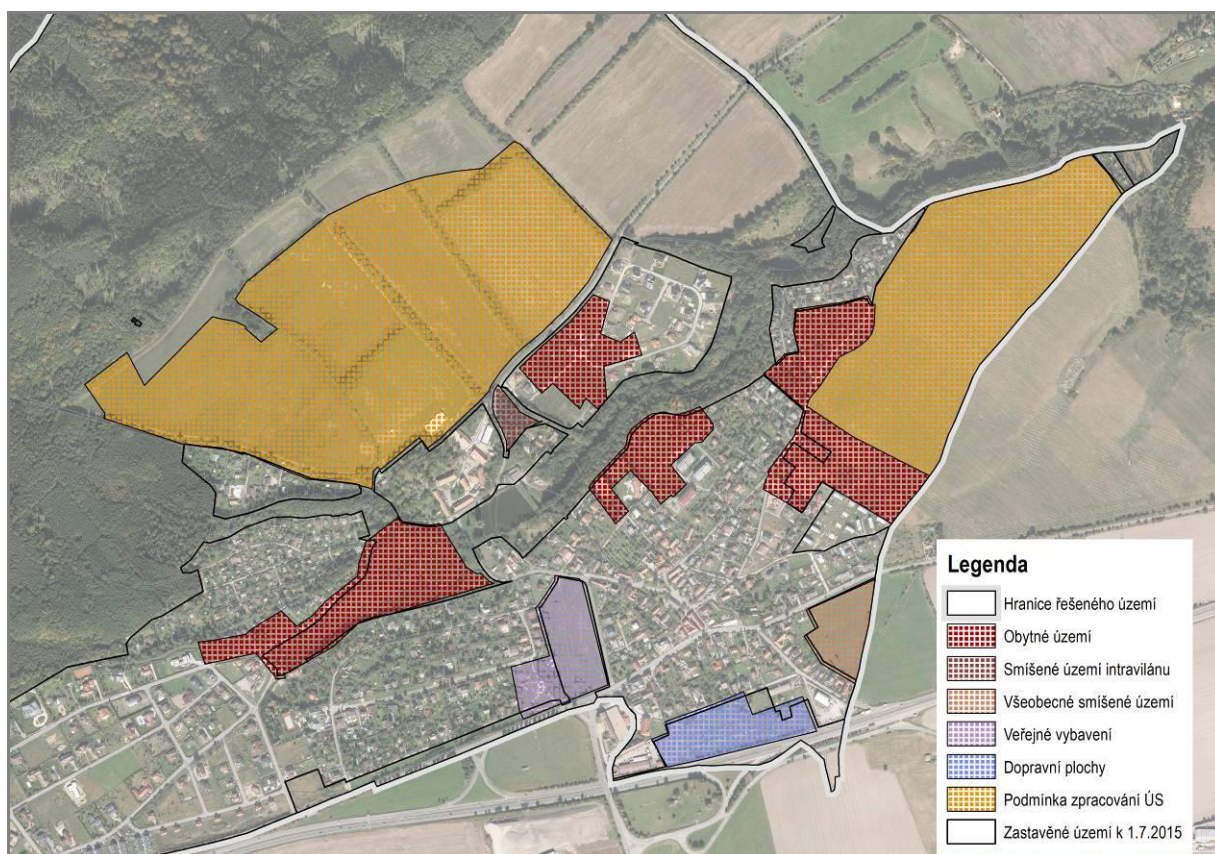 Legenda
Hranice řešeného území
Obytné území
Smíšené území intravilánu
Všeobecné smíšené území
Veřejné vybavení
Dopravní plochy
Podmínka zpracování ÚS
Zastavěné území k 1.7.2015